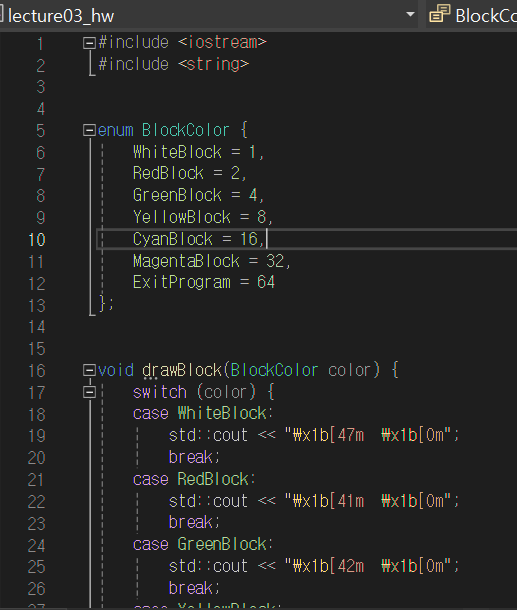 lecture03_hw
BlockCo
1 #include <iostream>
2 #include <string>
3
4
5 enum BlockColor {
6 WhiteBlock = 1,
7 RedBlock = 2,
8 GreenBlock = 4,
9 YellowBlock = 8,
10 CyanBlock = 16,
11 MagentaBlock = 32,
12 ExitProgram = 64
13 };
14
15
16 void drawBlock(BlockColor color) {
17 switch (color) {
18 case WhiteBlock:
19 std::cout << "₩x1b[47m  ₩x1b[0m";
20 break;
21 case RedBlock:
22 std::cout << "₩x1b[41m  ₩x1b[0m";
23 break;
24 case GreenBlock:
25 std::cout << "₩x1b[42m  ₩x1b[0m";
26 break;
27 case YellowBlock: